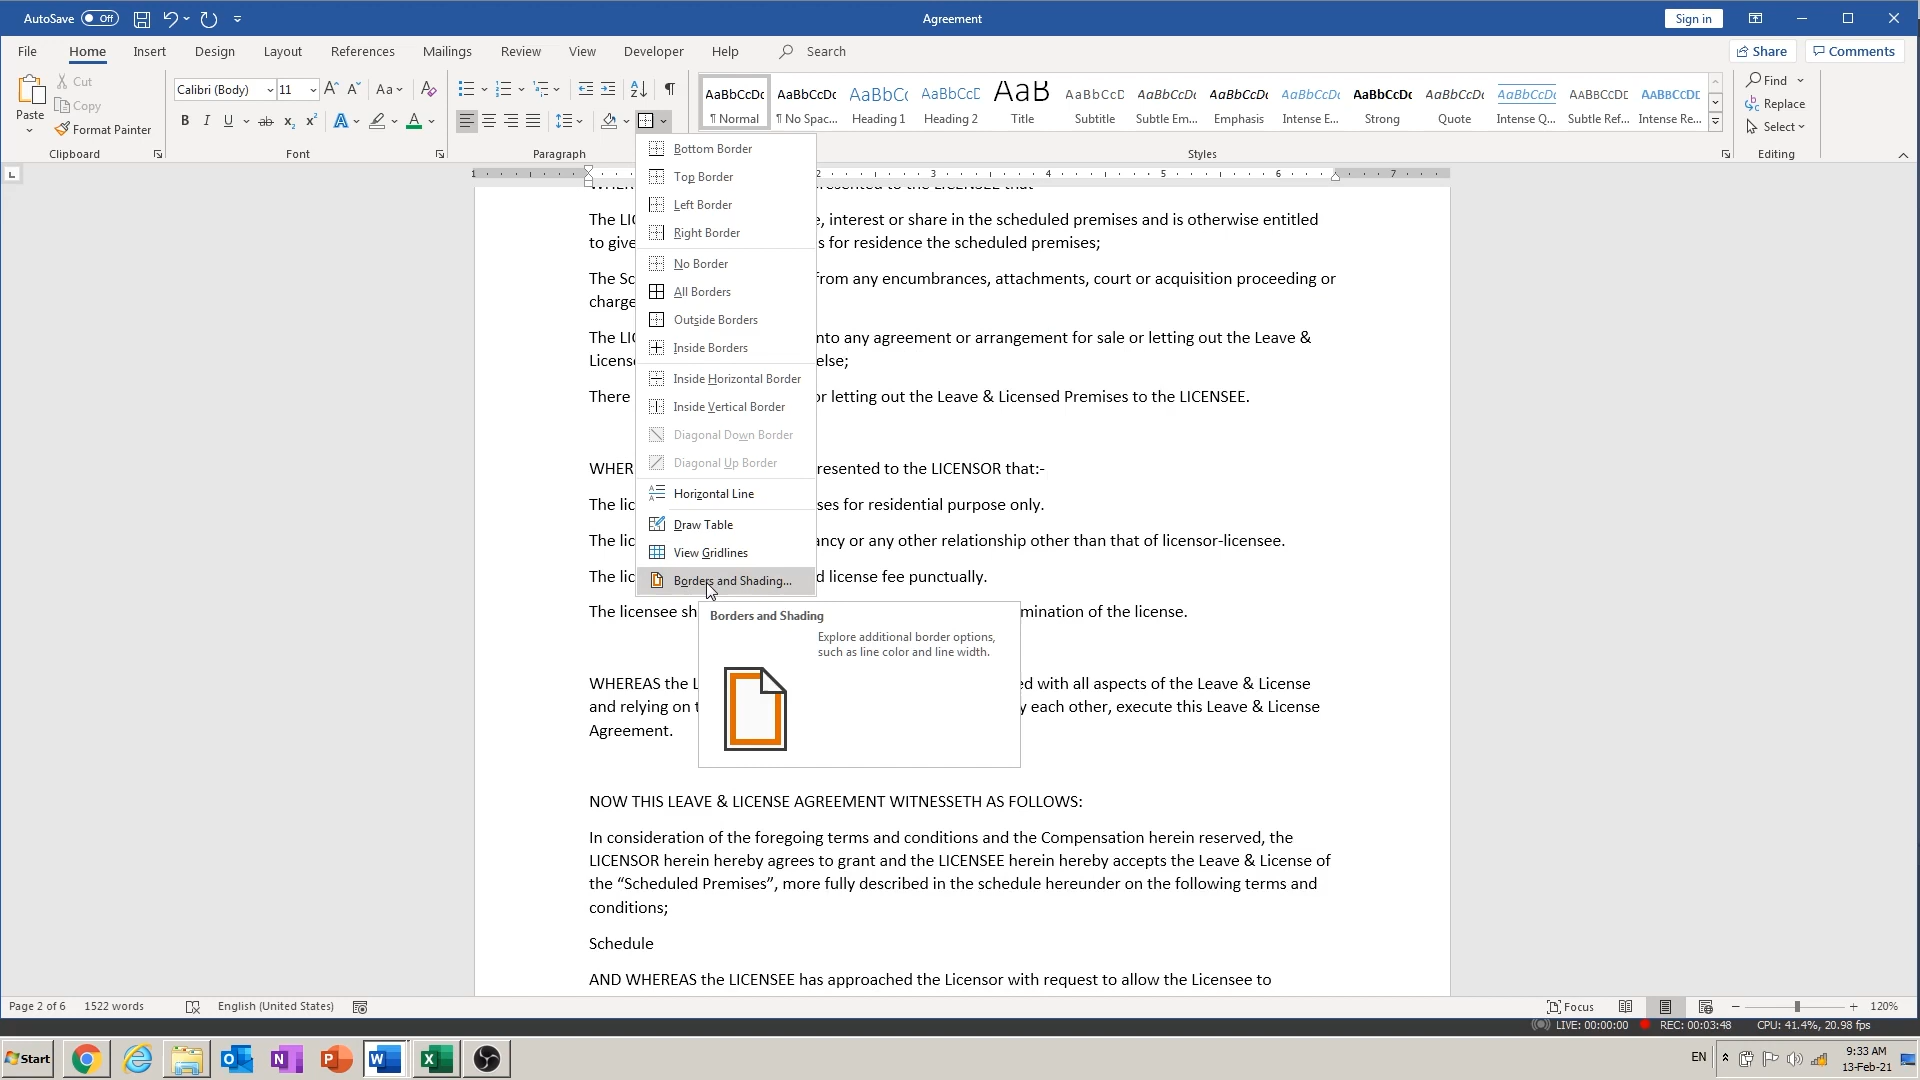 AutoSave Off
Agreement
Sign in
File Home Insert Design Layout References Mailings Review View Developer Help Search
Share Comments
Paste
Cut
Copy
Format Painter
Clipboard
Calibri (Body) 11
Font
Paragraph
AaBbCcDc AaBbCcDc AaBbCc AaBbCcD AaB AaBbCcD AaBbCcDc AaBbCcDc AaBbCcDc AaBbCcDc AaBbCcDc AaBbCcDc AABBCCDE AABBCCDE
¶ Normal ¶ No Spac... Heading 1 Heading 2 Title Subtitle Subtle Em... Emphasis Intense E... Strong Quote Intense Q... Subtle Ref... Intense Re...
Styles
Find
Replace
Select
Editing
1 2 3 4 5 6 7
Bottom Border
Top Border
Left Border
Right Border
No Border
All Borders
Outside Borders
Inside Borders
Inside Horizontal Border
Inside Vertical Border
Diagonal Down Border
Diagonal Up Border
Horizontal Line
Draw Table
View Gridlines
Borders and Shading...
Borders and Shading
Explore additional border options,
such as line color and line width.
resented to the LICENSEE that
The LIC e, interest or share in the scheduled premises and is otherwise entitled
to give s for residence the scheduled premises;
The Sc from any encumbrances, attachments, court or acquisition proceeding or
charge
The LIC nto any agreement or arrangement for sale or letting out the Leave &
License else;
There or letting out the Leave & Licensed Premises to the LICENSEE.
WHER resented to the LICENSOR that:-
The lic ses for residential purpose only.
The lic ancy or any other relationship other than that of licensor-licensee.
The lic d license fee punctually.
The licensee sh mination of the license.
WHEREAS the L ed with all aspects of the Leave & License
and relying on t y each other, execute this Leave & License
Agreement.
NOW THIS LEAVE & LICENSE AGREEMENT WITNESSETH AS FOLLOWS:
In consideration of the foregoing terms and conditions and the Compensation herein reserved, the
LICENSOR herein hereby agrees to grant and the LICENSEE herein hereby accepts the Leave & License of
the “Scheduled Premises”, more fully described in the schedule hereunder on the following terms and
conditions;
Schedule
AND WHEREAS the LICENSEE has approached the Licensor with request to allow the Licensee to
Page 2 of 6 1522 words English (United States) Focus 120%
LIVE: 00:00:00 REC: 00:03:48 CPU: 41.4%, 20.98 fps
Start
EN
9:33 AM
13-Feb-21